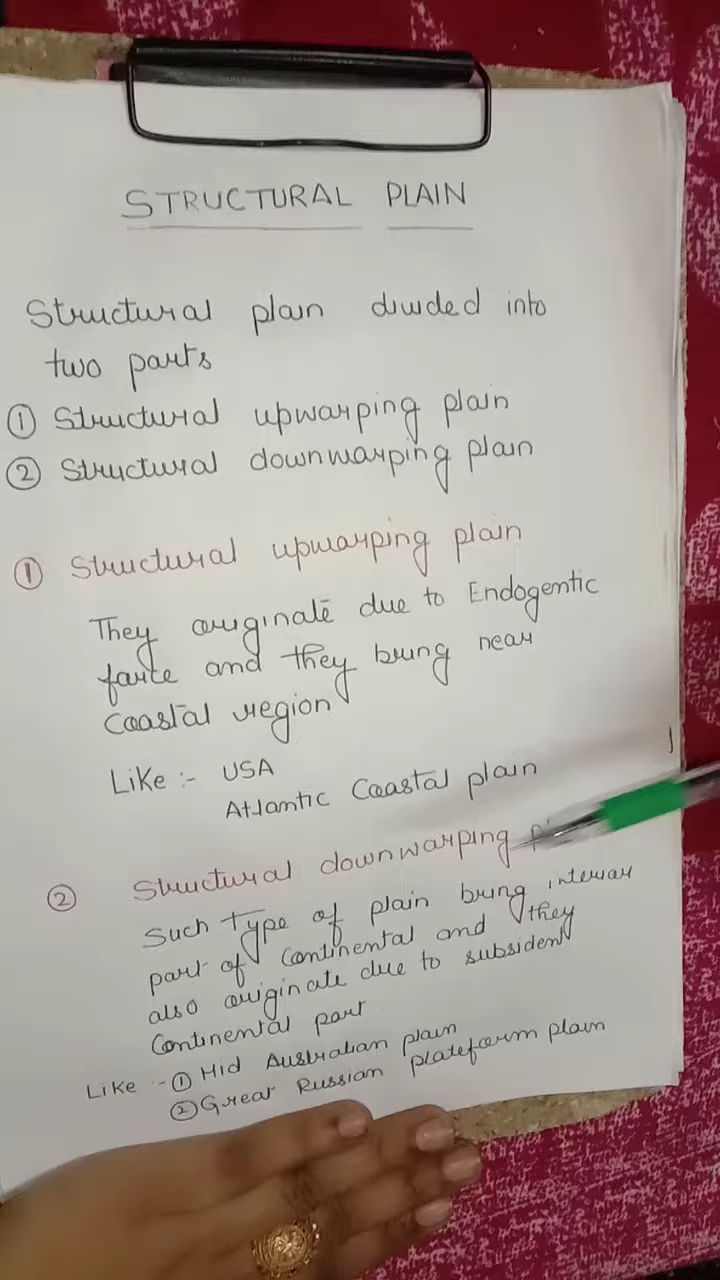 STRUCTURAL PLAIN
Structural plain divided into
two parts
① Structural upwarping plain
② Structural downwarping plain
① Structural upwarping plain
They originate due to Endogentic
farce and they bring near
Coastal region
Like :- USA
Atlantic Coastal plain
② Structural downwarping
Such Type of plain bring interior
part of Continental and they
also originate due to subsident
Continental part
Like - ① Mid Australian plain
② Great Russian plateform plain